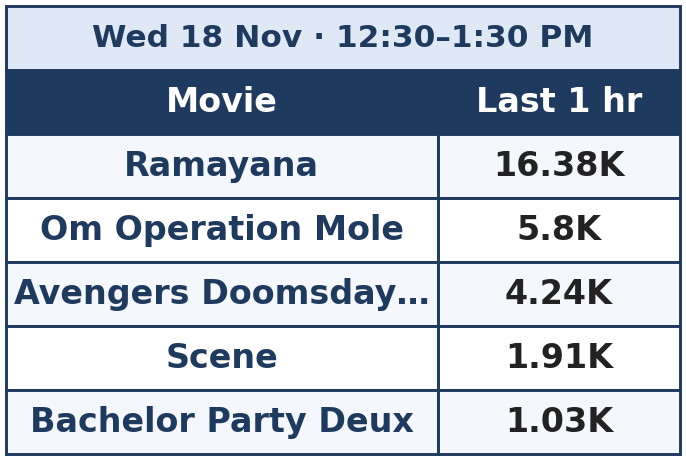 Wed 18 Nov · 12:30–1:30 PM
Movie Last 1 hr
Ramayana 16.38K
Om Operation Mole 5.8K
Avengers Doomsday... 4.24K
Scene 1.91K
Bachelor Party Deux 1.03K